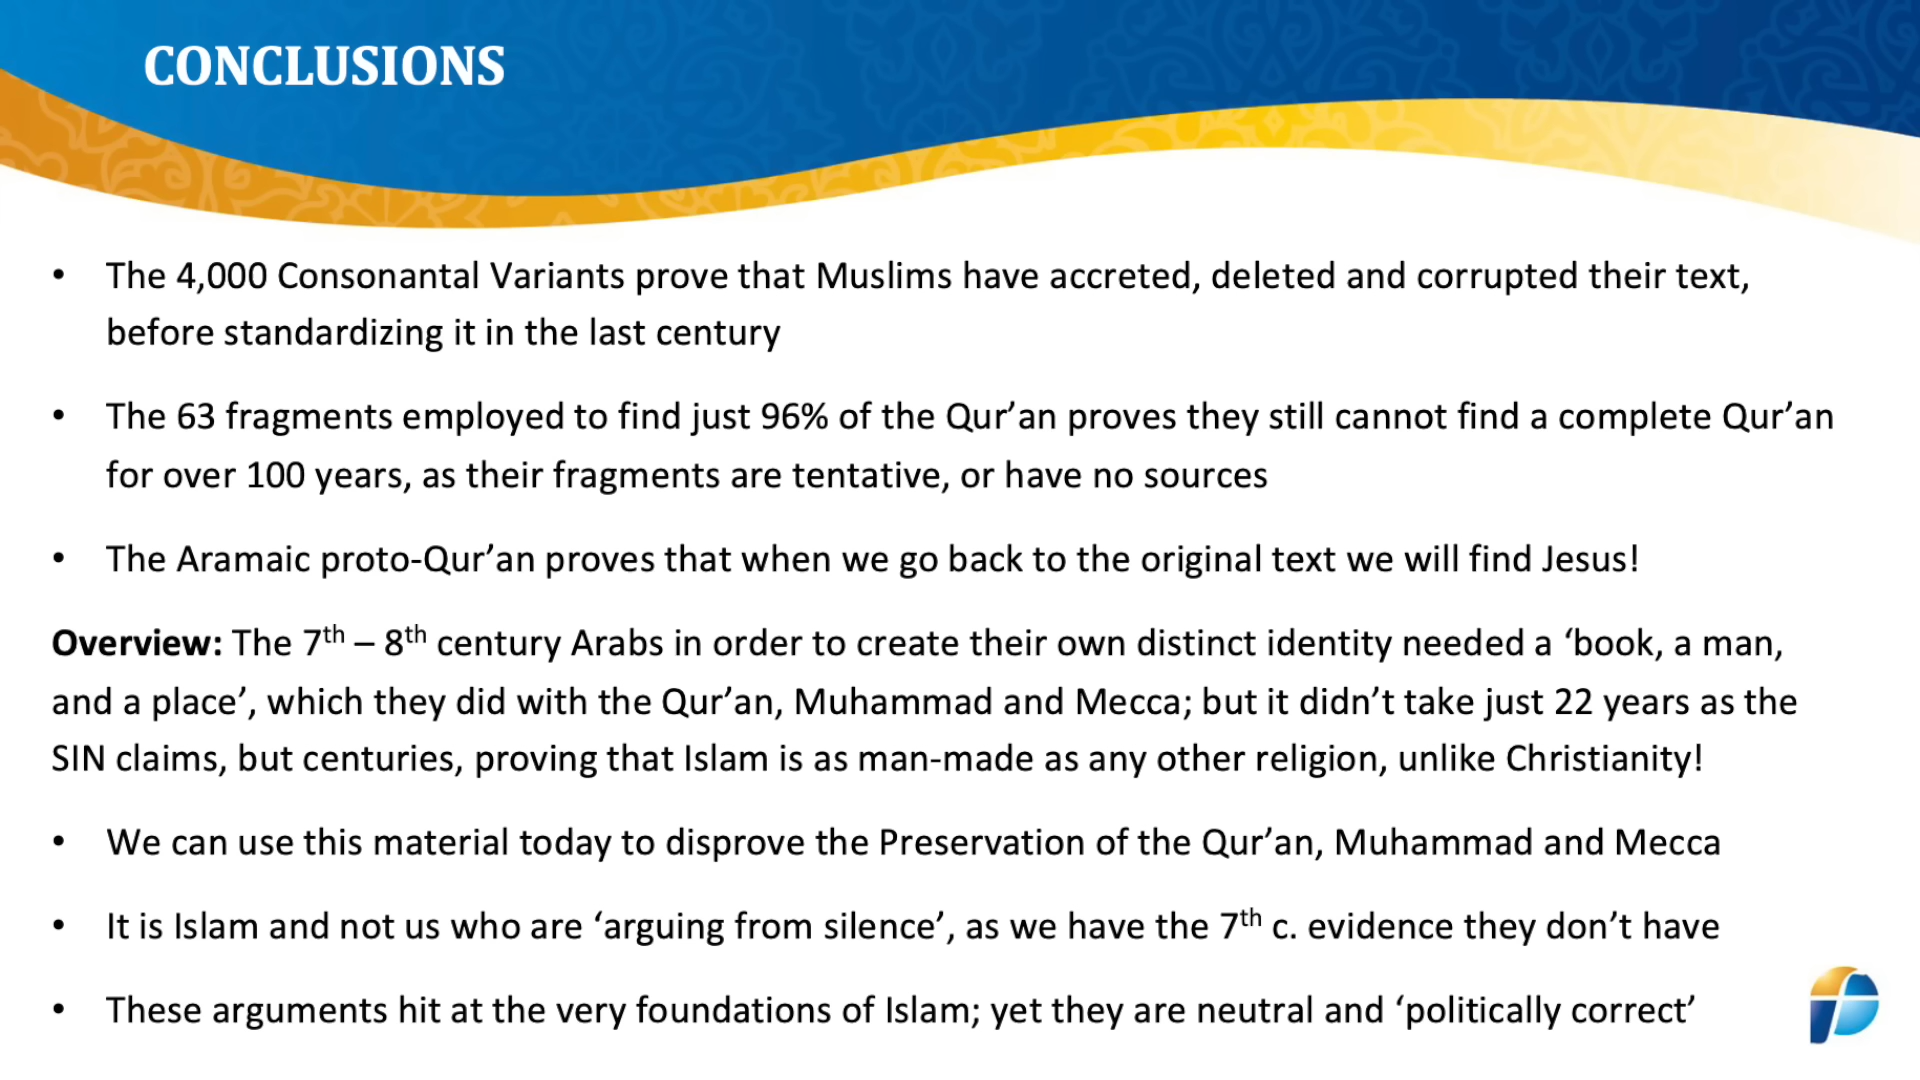 CONCLUSIONS
• The 4,000 Consonantal Variants prove that Muslims have accreted, deleted and corrupted their text,
before standardizing it in the last century
• The 63 fragments employed to find just 96% of the Qur’an proves they still cannot find a complete Qur’an
for over 100 years, as their fragments are tentative, or have no sources
• The Aramaic proto-Qur’an proves that when we go back to the original text we will find Jesus!
Overview: The 7th – 8th century Arabs in order to create their own distinct identity needed a ‘book, a man,
and a place’, which they did with the Qur’an, Muhammad and Mecca; but it didn’t take just 22 years as the
SIN claims, but centuries, proving that Islam is as man-made as any other religion, unlike Christianity!
• We can use this material today to disprove the Preservation of the Qur’an, Muhammad and Mecca
• It is Islam and not us who are ‘arguing from silence’, as we have the 7th c. evidence they don’t have
• These arguments hit at the very foundations of Islam; yet they are neutral and ‘politically correct’